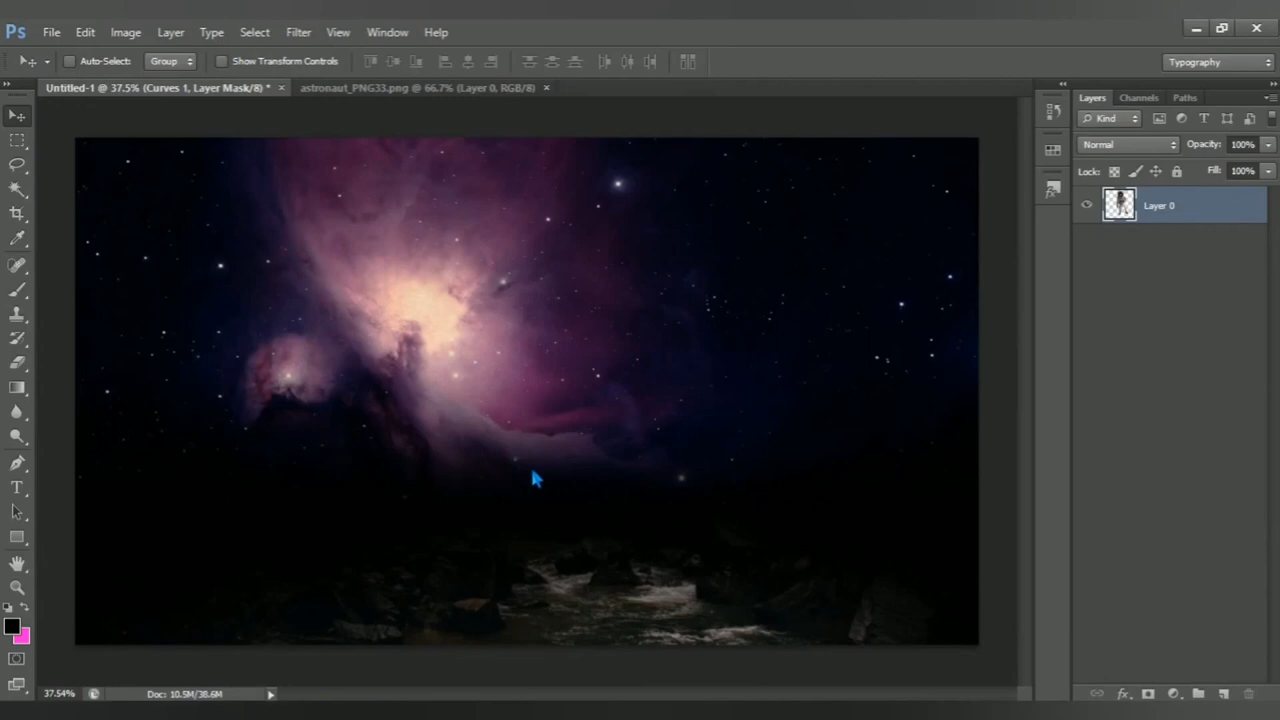 Ps File Edit Image Layer Type Select Filter View Window Help
Auto-Select: Group Show Transform Controls Typography
Untitled-1 @ 37.5% (Curves 1, Layer Mask/8) * × astronaut_PNG33.png @ 66.7% (Layer 0, RGB/8) ×
Layers Channels Paths
Kind
Normal Opacity: 100%
Lock: Fill: 100%
Layer 0
T
37.54% Doc: 10.5M/38.6M
fx